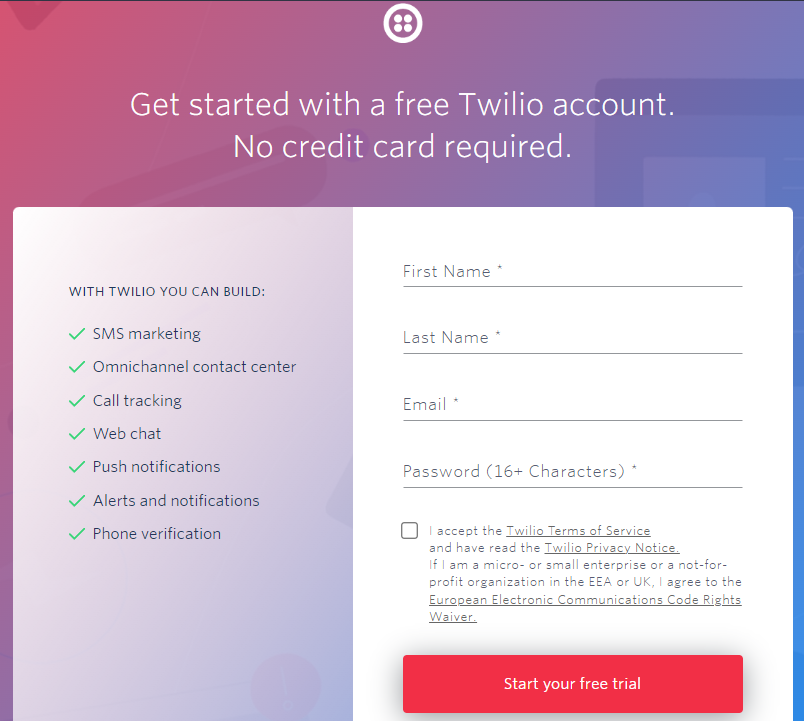 Get started with a free Twilio account.
No credit card required.
WITH TWILIO YOU CAN BUILD:
SMS marketing
Omnichannel contact center
Call tracking
Web chat
Push notifications
Alerts and notifications
Phone verification
First Name *
Last Name *
Email *
Password (16+ Characters) *
I accept the Twilio Terms of Service
and have read the Twilio Privacy Notice.
If I am a micro- or small enterprise or a not-for-
profit organization in the EEA or UK, I agree to the
European Electronic Communications Code Rights
Waiver.
Start your free trial